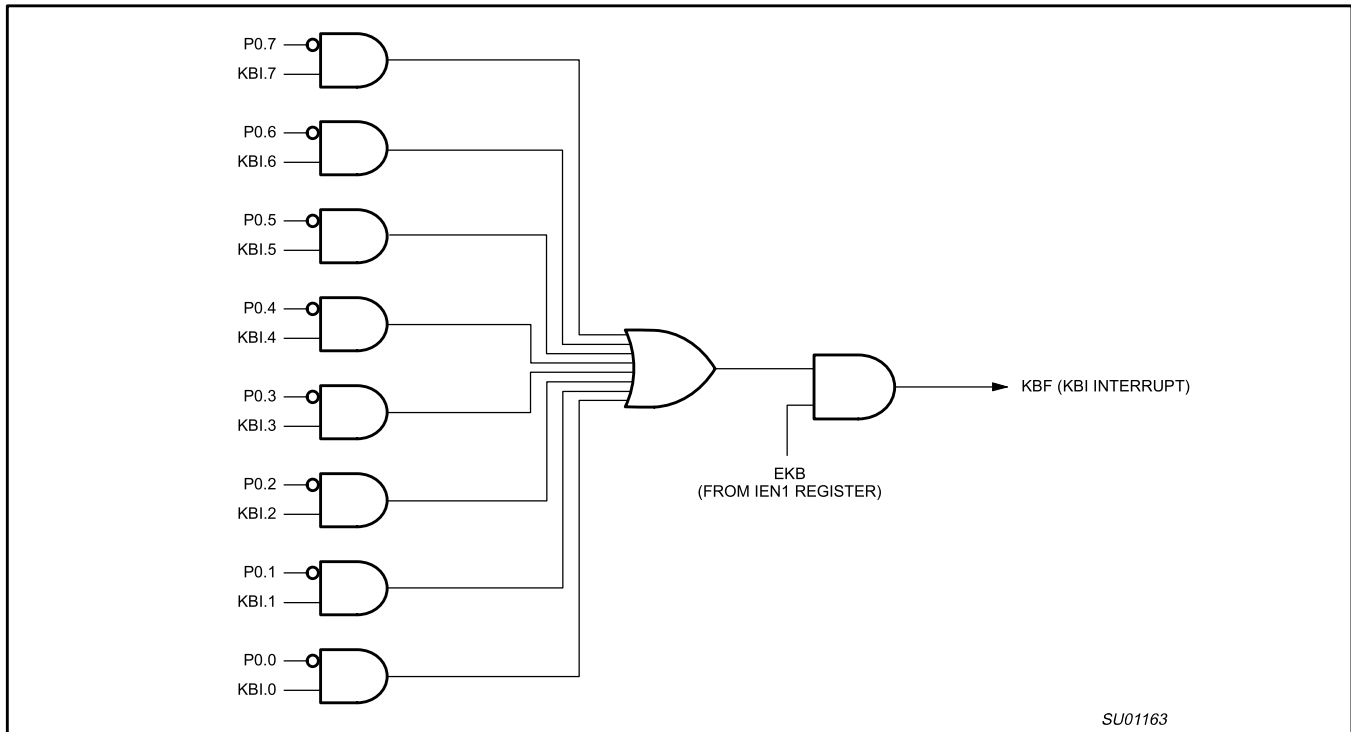 P0.7
KBI.7
P0.6
KBI.6
P0.5
KBI.5
P0.4
KBI.4
P0.3
KBI.3
P0.2
KBI.2
P0.1
KBI.1
P0.0
KBI.0
KBF (KBI INTERRUPT)
EKB
(FROM IEN1 REGISTER)
SU01163